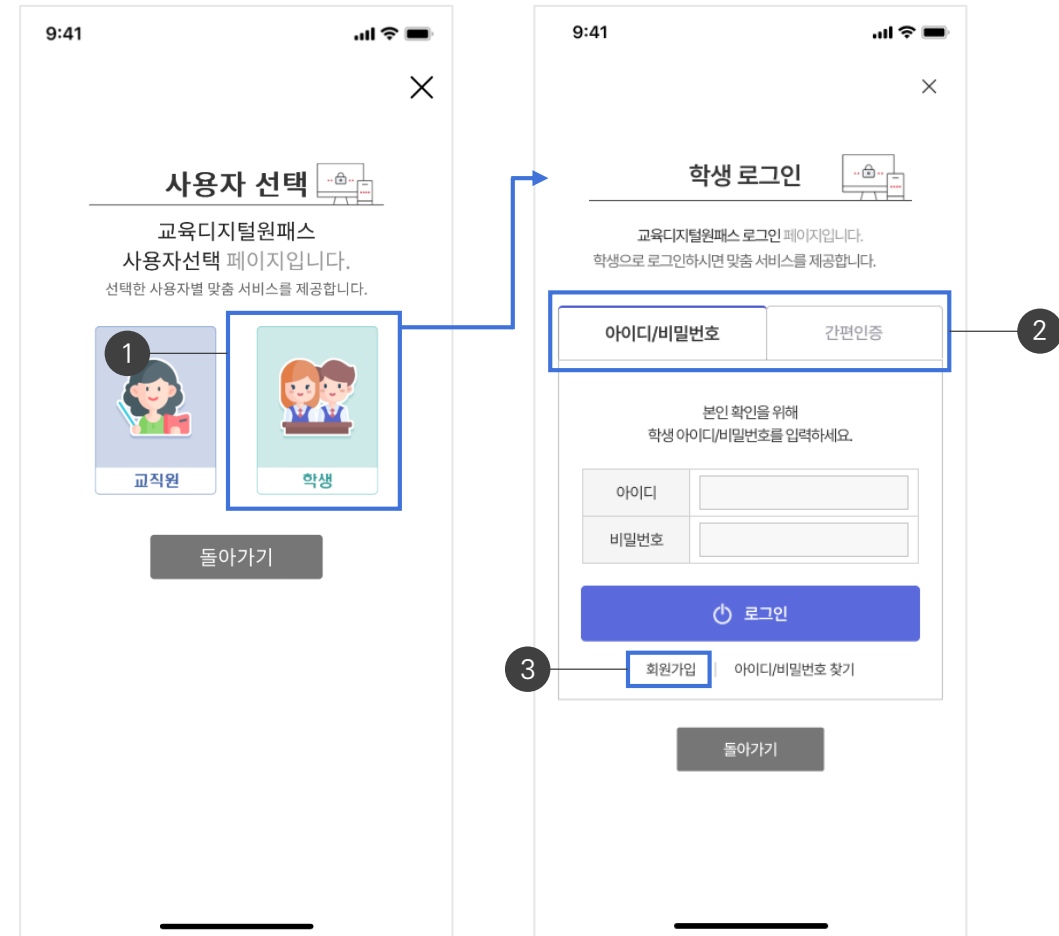 9:41
사용자 선택
교육디지털원패스
사용자선택 페이지입니다.
선택한 사용자별 맞춤 서비스를 제공합니다.
1
교직원
학생
돌아가기
9:41
학생 로그인
교육디지털원패스 로그인 페이지입니다.
학생으로 로그인하시면 맞춤 서비스를 제공합니다.
아이디/비밀번호
간편인증
2
본인 확인을 위해
학생 아이디/비밀번호를 입력하세요.
아이디
비밀번호
로그인
3
회원가입 | 아이디/비밀번호 찾기
돌아가기